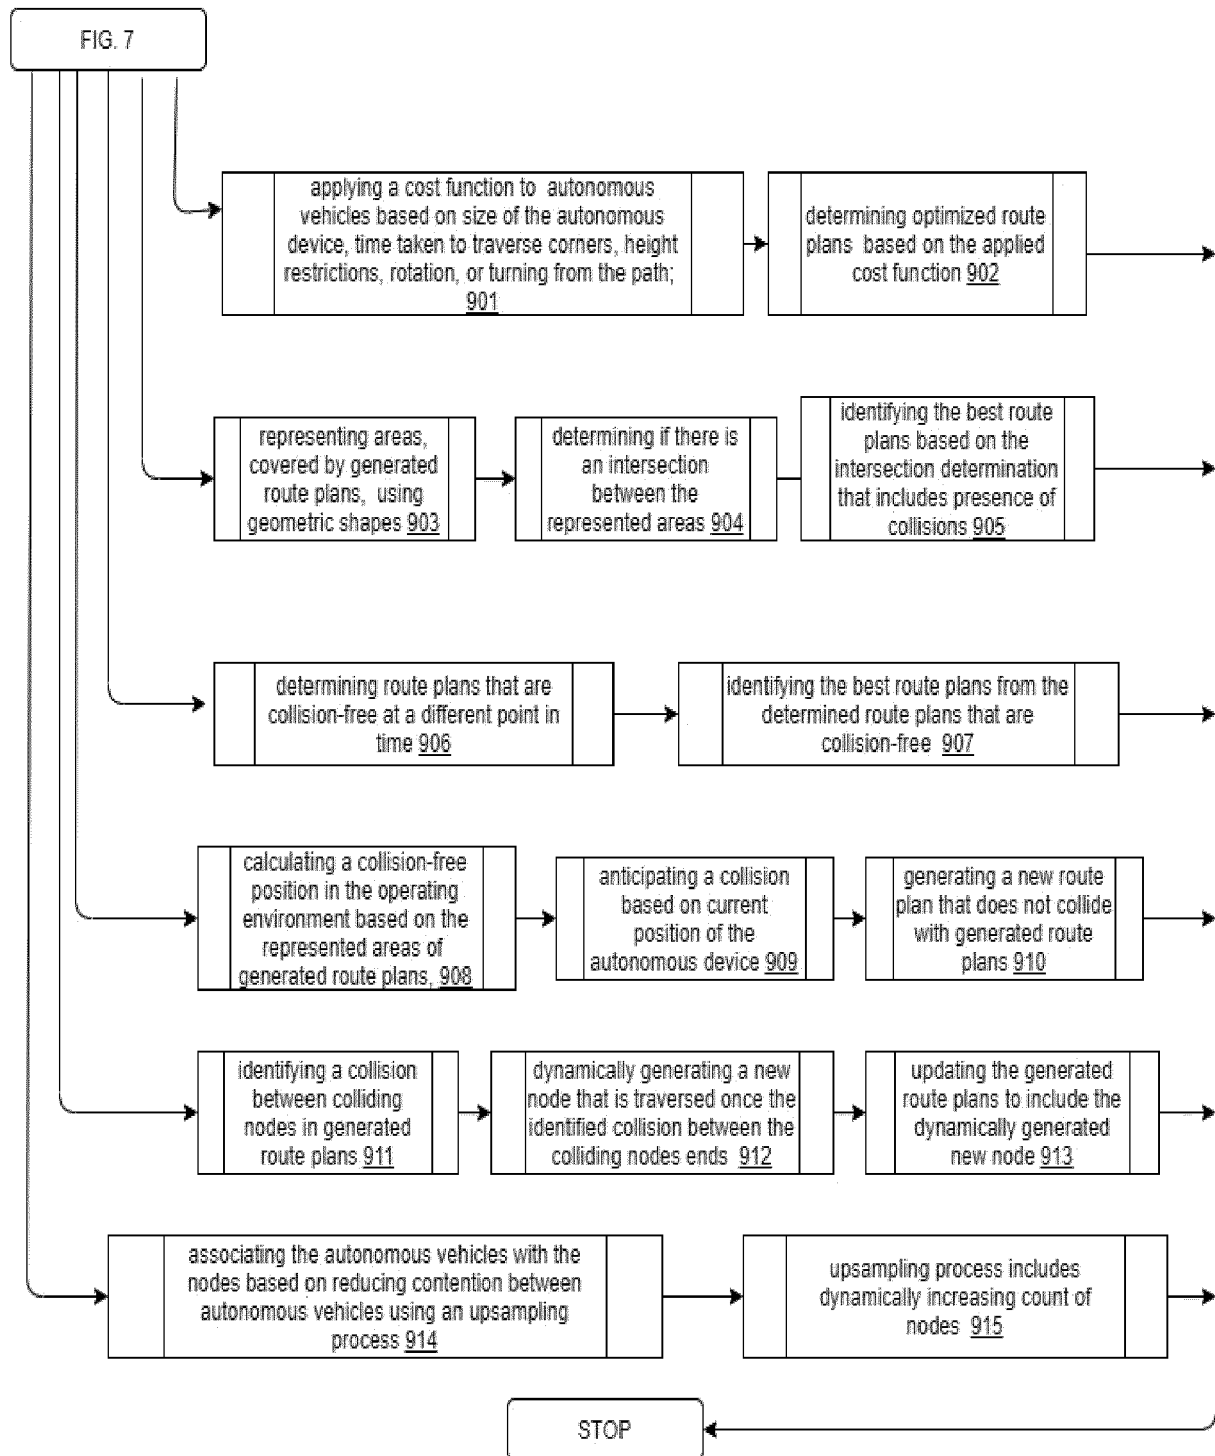 FIG. 7
applying a cost function to autonomous
vehicles based on size of the autonomous
device, time taken to traverse corners, height
restrictions, rotation, or turning from the path;
901
determining optimized route
plans based on the applied
cost function 902
representing areas,
covered by generated
route plans, using
geometric shapes 903
determining if there is
an intersection
between the
represented areas 904
identifying the best route
plans based on the
intersection determination
that includes presence of
collisions 905
determining route plans that are
collision-free at a different point in
time 906
identifying the best route plans from the
determined route plans that are
collision-free 907
calculating a collision-free
position in the operating
environment based on the
represented areas of
generated route plans, 908
anticipating a collision
based on current
position of the
autonomous device 909
generating a new route
plan that does not collide
with generated route
plans 910
identifying a collision
between colliding
nodes in generated
route plans 911
dynamically generating a new
node that is traversed once the
identified collision between the
colliding nodes ends 912
updating the generated
route plans to include the
dynamically generated
new node 913
associating the autonomous vehicles with the
nodes based on reducing contention between
autonomous vehicles using an upsampling
process 914
upsampling process includes
dynamically increasing count of
nodes 915
STOP